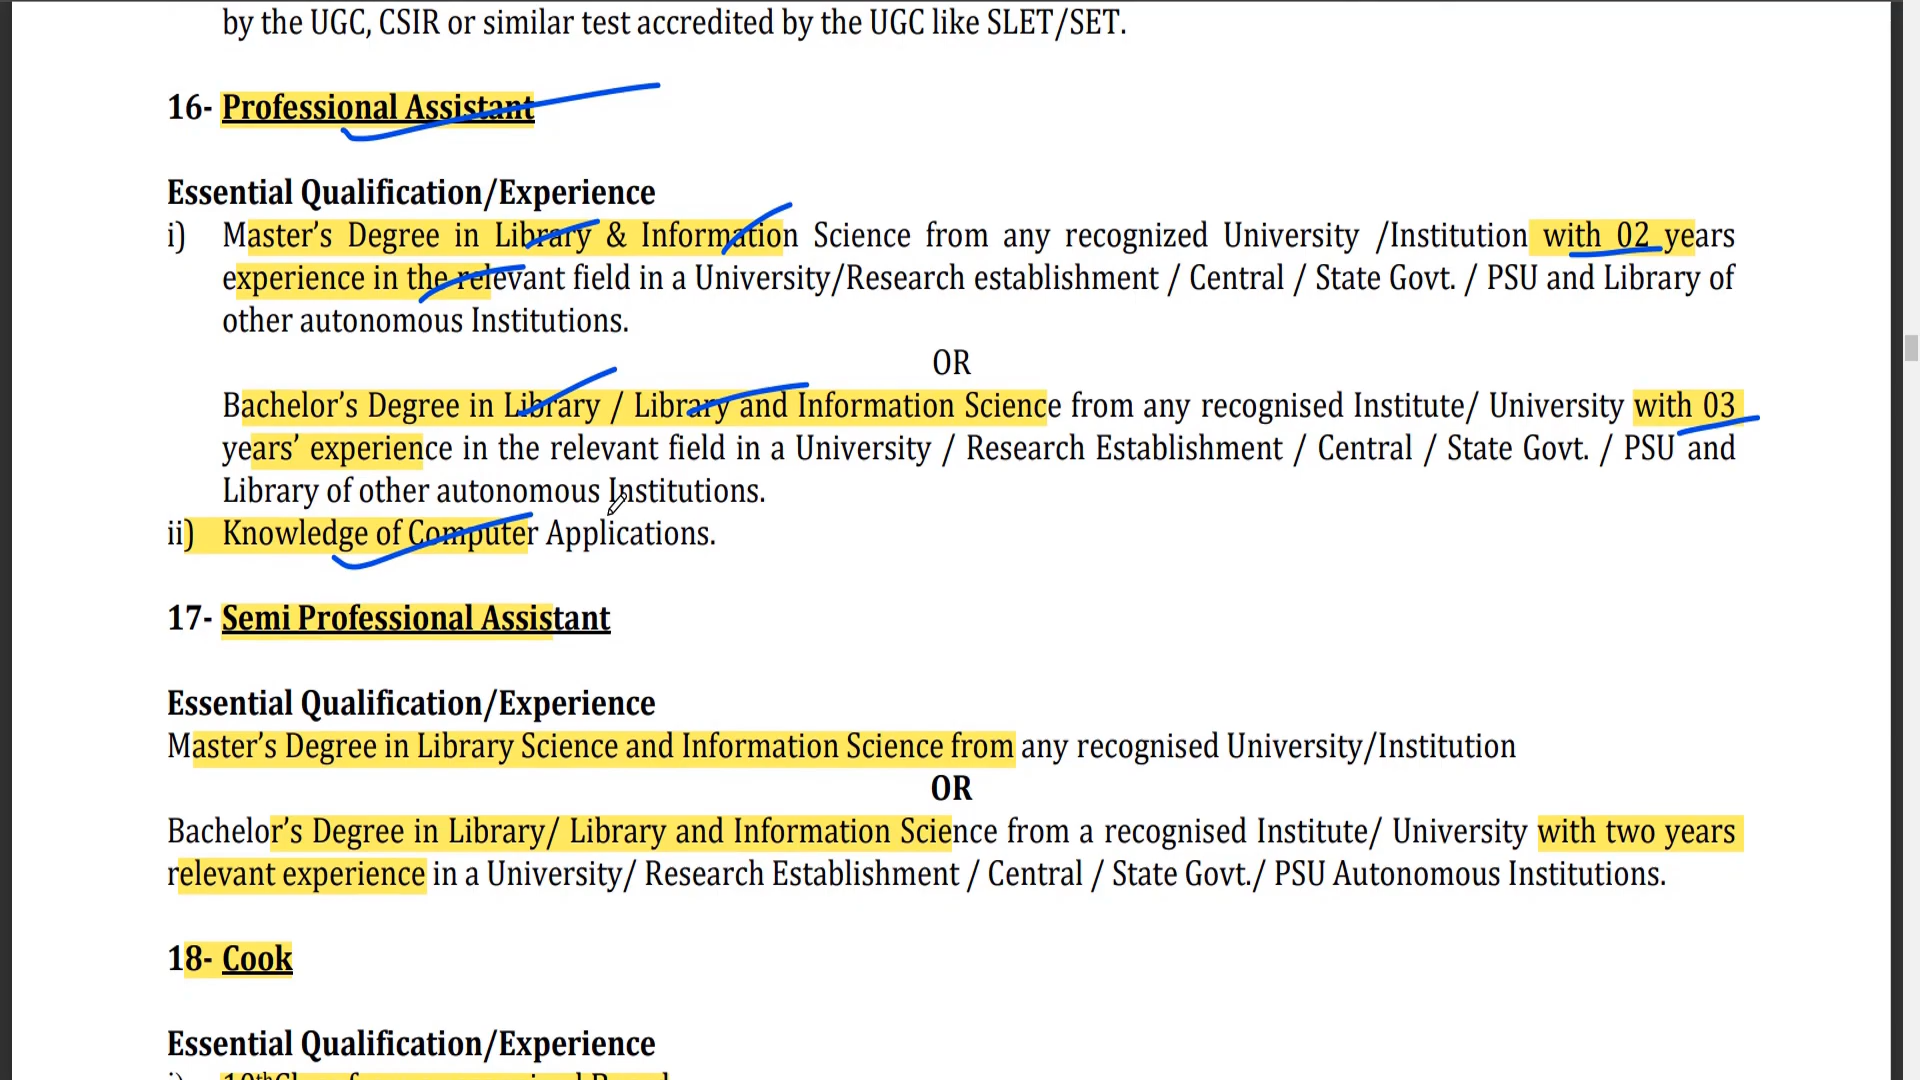 by the UGC, CSIR or similar test accredited by the UGC like SLET/SET.
16- Professional Assistant
Essential Qualification/Experience
i) Master’s Degree in Library & Information Science from any recognized University /Institution with 02 years
experience in the relevant field in a University/Research establishment / Central / State Govt. / PSU and Library of
other autonomous Institutions.
OR
Bachelor’s Degree in Library / Library and Information Science from any recognised Institute/ University with 03
years’ experience in the relevant field in a University / Research Establishment / Central / State Govt. / PSU and
Library of other autonomous Institutions.
ii) Knowledge of Computer Applications.
17- Semi Professional Assistant
Essential Qualification/Experience
Master’s Degree in Library Science and Information Science from any recognised University/Institution
OR
Bachelor’s Degree in Library/ Library and Information Science from a recognised Institute/ University with two years
relevant experience in a University/ Research Establishment / Central / State Govt./ PSU Autonomous Institutions.
18- Cook
Essential Qualification/Experience
i) 10th